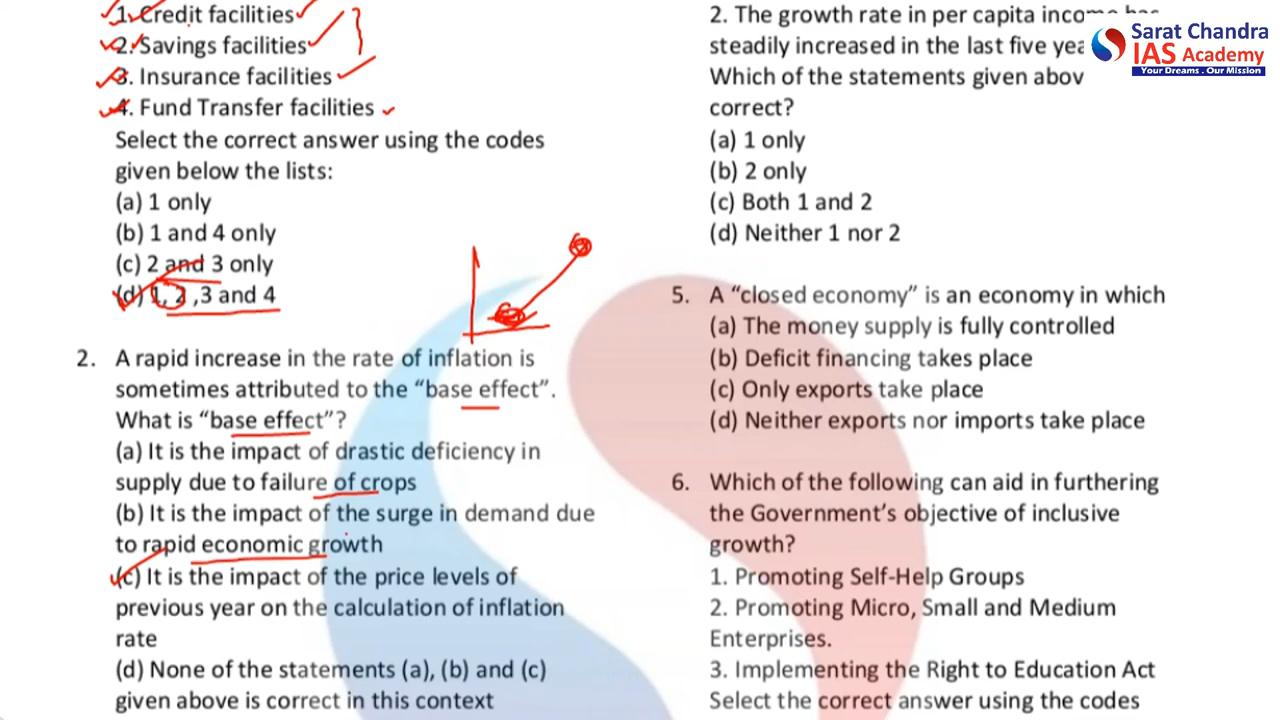 1. Credit facilities
2. Savings facilities
3. Insurance facilities
4. Fund Transfer facilities
Select the correct answer using the codes
given below the lists:
(a) 1 only
(b) 1 and 4 only
(c) 2 and 3 only
(d) 1, 2 ,3 and 4
2. A rapid increase in the rate of inflation is
sometimes attributed to the “base effect”.
What is “base effect”?
(a) It is the impact of drastic deficiency in
supply due to failure of crops
(b) It is the impact of the surge in demand due
to rapid economic growth
(c) It is the impact of the price levels of
previous year on the calculation of inflation
rate
(d) None of the statements (a), (b) and (c)
given above is correct in this context
2. The growth rate in per capita
steadily increased in the last five
Which of the statements given
correct?
(a) 1 only
(b) 2 only
(c) Both 1 and 2
(d) Neither 1 nor 2
5. A “closed economy” is an economy in which
(a) The money supply is fully controlled
(b) Deficit financing takes place
(c) Only exports take place
(d) Neither exports nor imports take place
6. Which of the following can aid in furthering
the Government’s objective of inclusive
growth?
1. Promoting Self-Help Groups
2. Promoting Micro, Small and Medium
Enterprises.
3. Implementing the Right to Education Act
Select the correct answer using the codes
Sarat Chandra
IAS Academy
Your Dreams . Our Mission